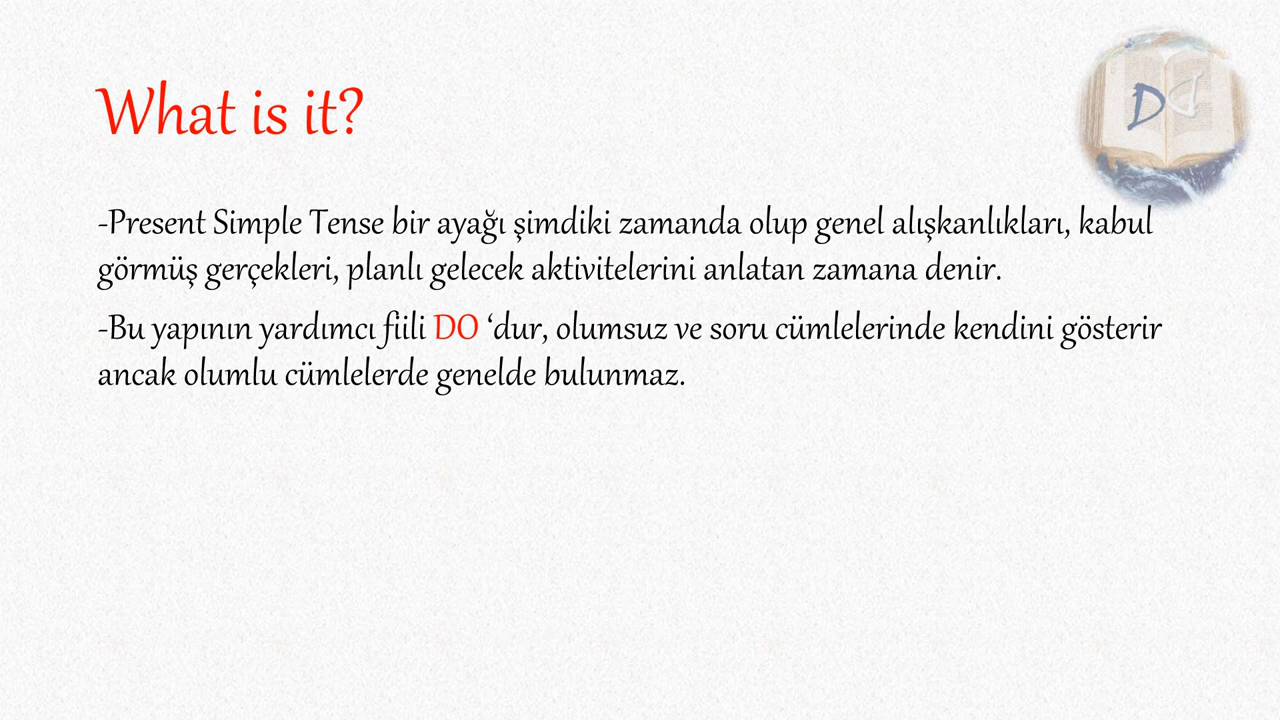 What is it?
-Present Simple Tense bir ayağı şimdiki zamanda olup genel alışkanlıkları, kabul
görmüş gerçekleri, planlı gelecek aktivitelerini anlatan zamana denir.
-Bu yapının yardımcı fiili DO ‘dur, olumsuz ve soru cümlelerinde kendini gösterir
ancak olumlu cümlelerde genelde bulunmaz.